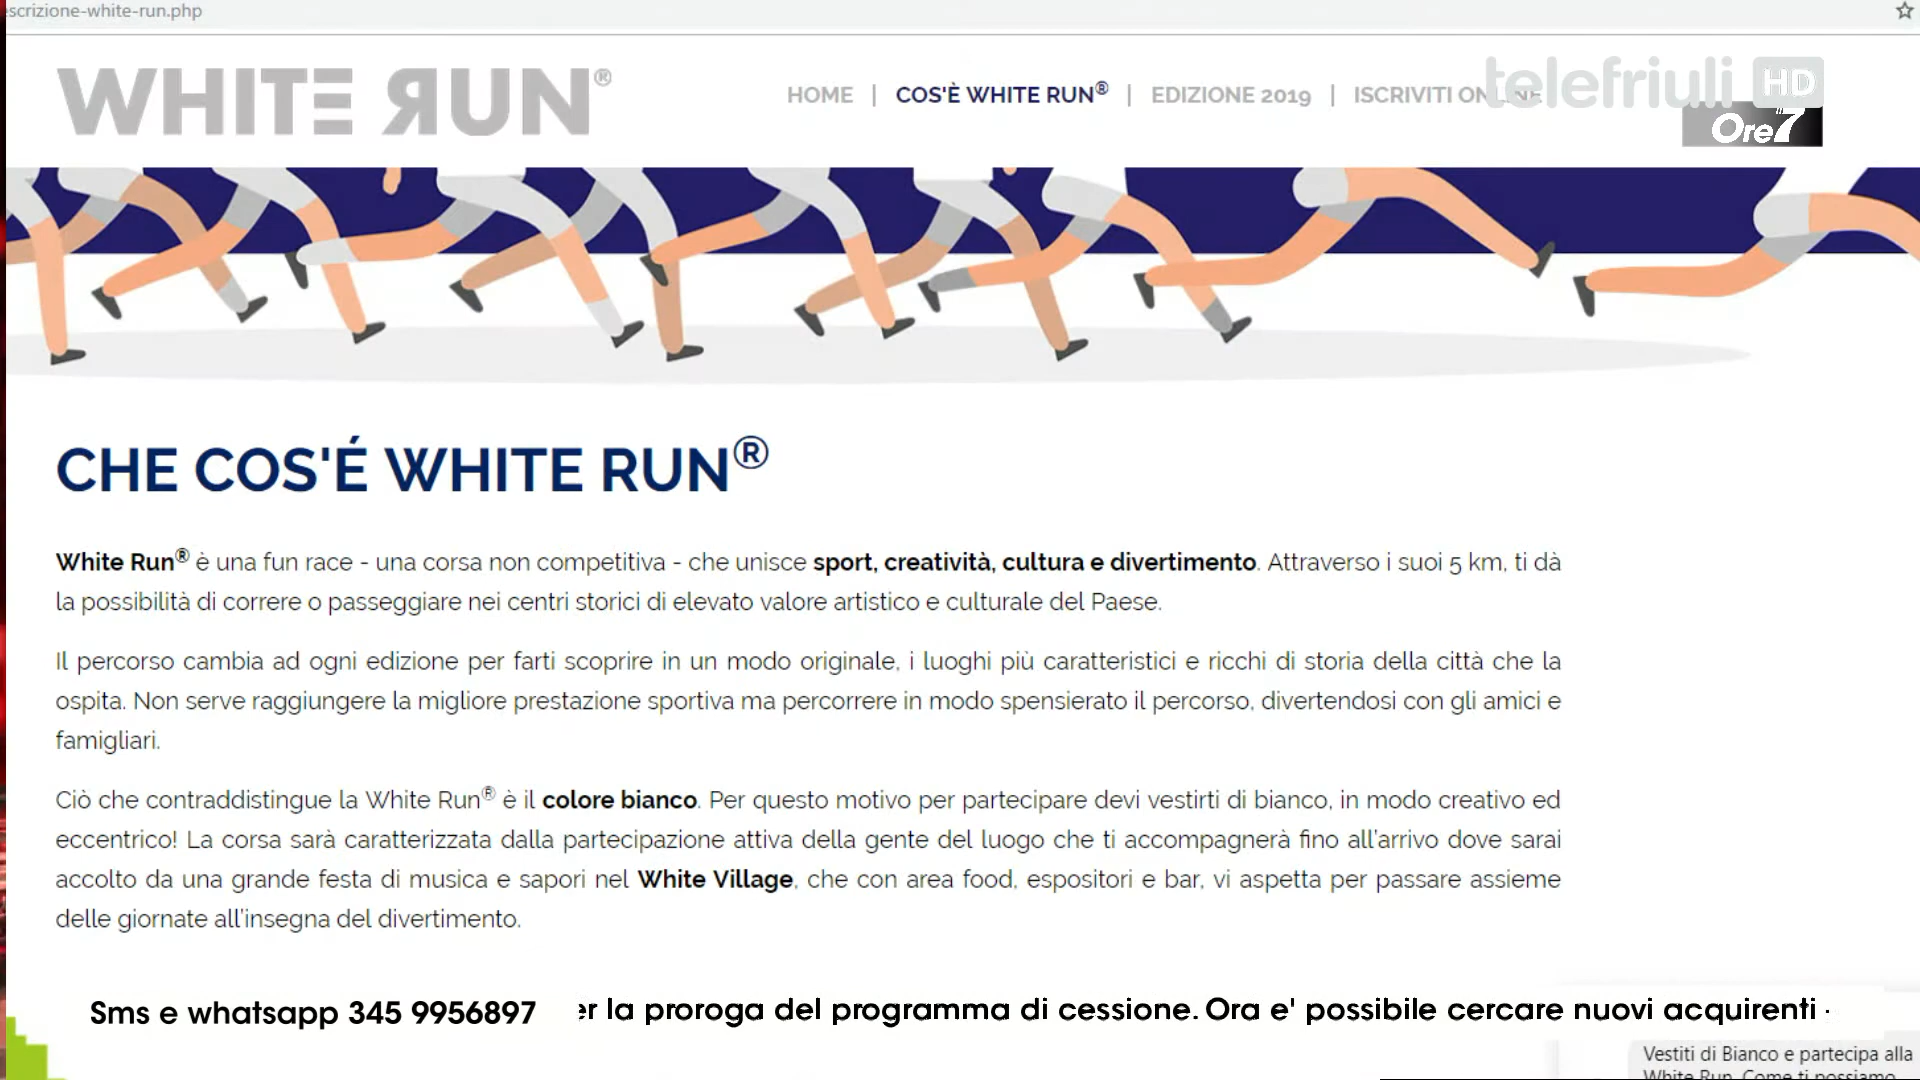 escrizione-white-run.php
WHITE RUN®
HOME | COS'È WHITE RUN® | EDIZIONE 2019 | ISCRIVITI ONLINE
telefriuli HD
Ore7
CHE COS'É WHITE RUN®
White Run® è una fun race - una corsa non competitiva - che unisce sport, creatività, cultura e divertimento. Attraverso i suoi 5 km, ti dà
la possibilità di correre o passeggiare nei centri storici di elevato valore artistico e culturale del Paese.
Il percorso cambia ad ogni edizione per farti scoprire in un modo originale, i luoghi più caratteristici e ricchi di storia della città che la
ospita. Non serve raggiungere la migliore prestazione sportiva ma percorrere in modo spensierato il percorso, divertendosi con gli amici e
famigliari.
Ciò che contraddistingue la White Run® è il colore bianco. Per questo motivo per partecipare devi vestirti di bianco, in modo creativo ed
eccentrico! La corsa sarà caratterizzata dalla partecipazione attiva della gente del luogo che ti accompagnerà fino all'arrivo dove sarai
accolto da una grande festa di musica e sapori nel White Village, che con area food, espositori e bar, vi aspetta per passare assieme
delle giornate all'insegna del divertimento.
Sms e whatsapp 345 9956897 er la proroga del programma di cessione. Ora e' possibile cercare nuovi acquirenti -
Vestiti di Bianco e partecipa alla
White Run. Come ti possiamo